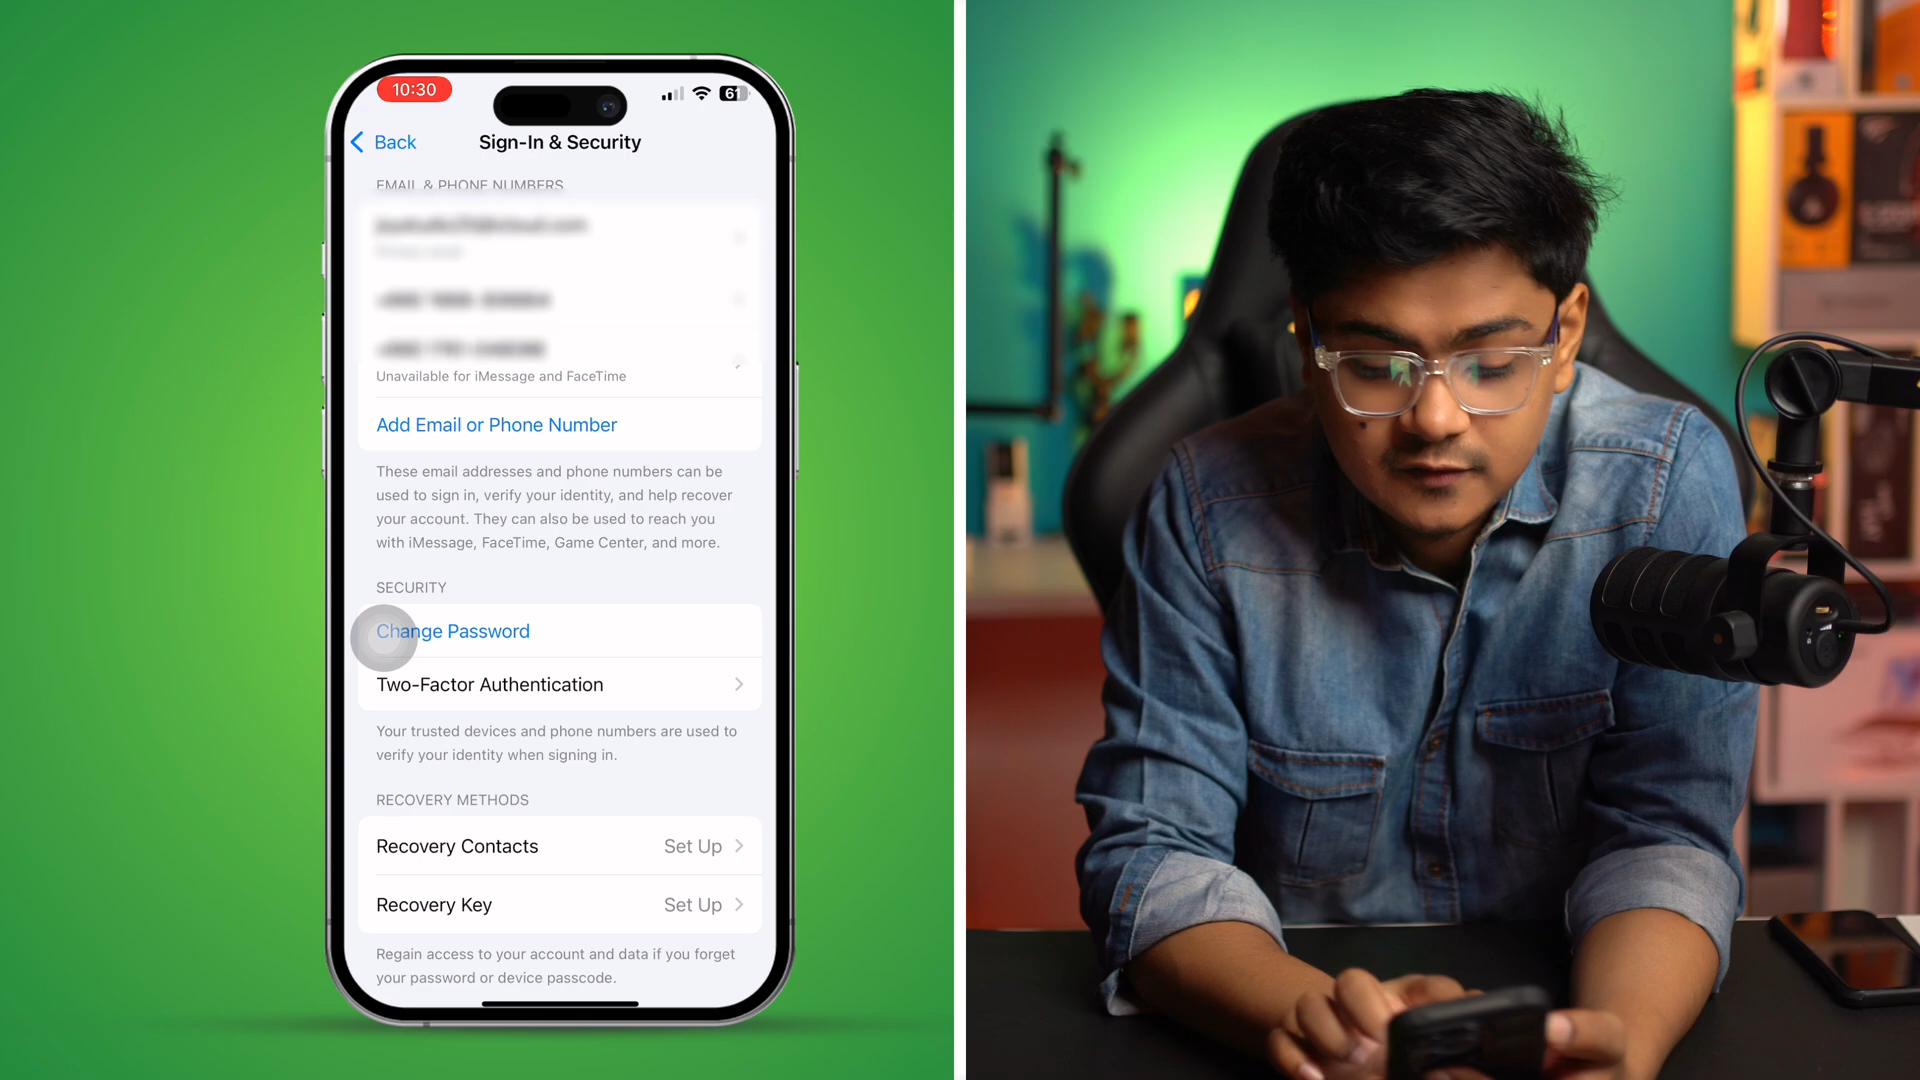 10:30
61
Back
Sign-In & Security
EMAIL & PHONE NUMBERS
Unavailable for iMessage and FaceTime
Add Email or Phone Number
These email addresses and phone numbers can be
used to sign in, verify your identity, and help recover
your account. They can also be used to reach you
with iMessage, FaceTime, Game Center, and more.
SECURITY
Change Password
Two-Factor Authentication
Your trusted devices and phone numbers are used to
verify your identity when signing in.
RECOVERY METHODS
Recovery Contacts Set Up
Recovery Key Set Up
Regain access to your account and data if you forget
your password or device passcode.